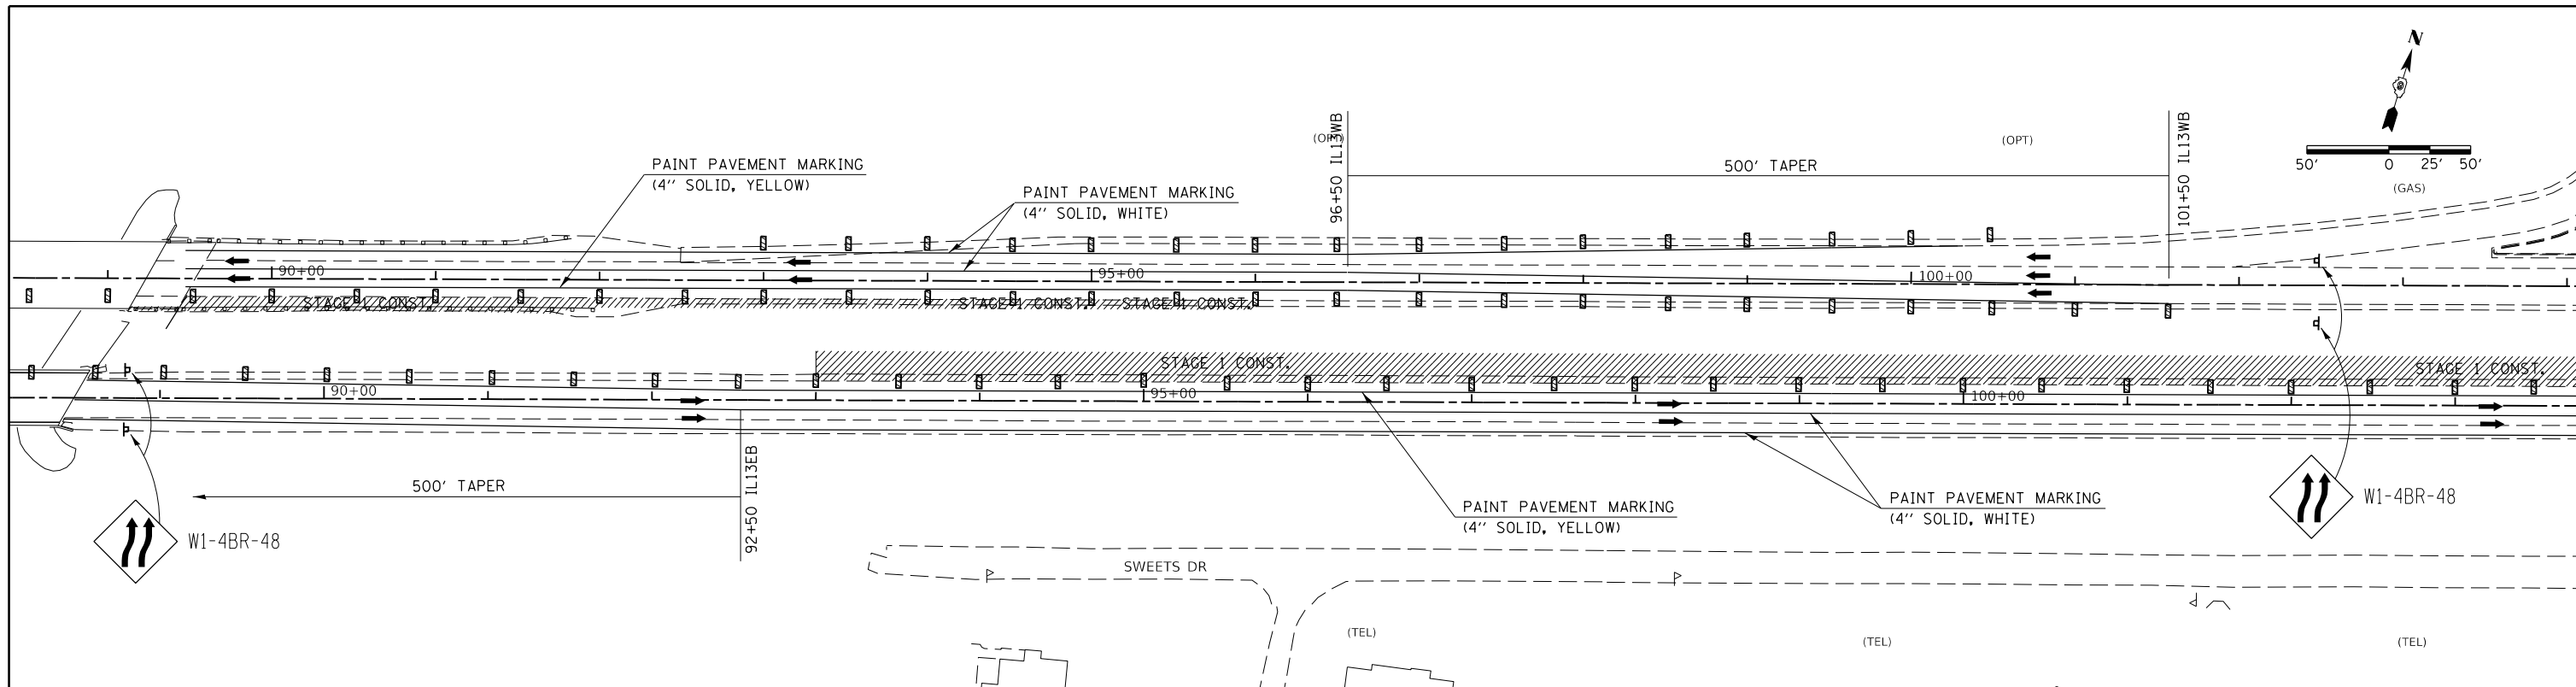 N
50' 0 25' 50'
(GAS)
(OPT)
(OPT)
96+50 IL13WB
500' TAPER
101+50 IL13WB
PAINT PAVEMENT MARKING
(4'' SOLID, YELLOW)
PAINT PAVEMENT MARKING
(4'' SOLID, WHITE)
90+00
95+00
100+00
STAGE 1 CONST.
STAGE 1 CONST.
STAGE 1 CONST.
STAGE 1 CONST.
STAGE 1 CONST.
90+00
95+00
100+00
500' TAPER
92+50 IL13EB
W1-4BR-48
PAINT PAVEMENT MARKING
(4'' SOLID, YELLOW)
PAINT PAVEMENT MARKING
(4'' SOLID, WHITE)
W1-4BR-48
SWEETS DR
(TEL)
(TEL)
(TEL)